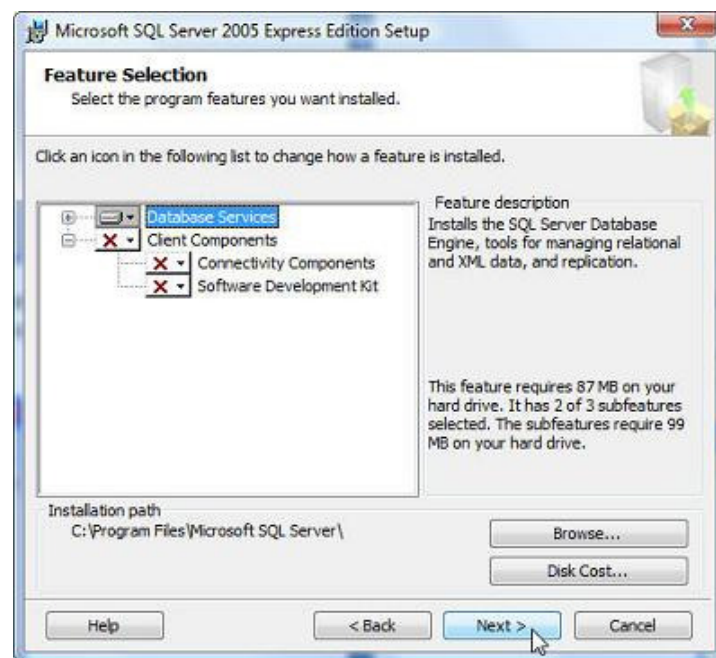 Microsoft SQL Server 2005 Express Edition Setup
Feature Selection
Select the program features you want installed.
Click an icon in the following list to change how a feature is installed.
Database Services
Client Components
Connectivity Components
Software Development Kit
Feature description
Installs the SQL Server Database
Engine, tools for managing relational
and XML data, and replication.
This feature requires 87 MB on your
hard drive. It has 2 of 3 subfeatures
selected. The subfeatures require 99
MB on your hard drive.
Installation path
C:\Program Files\Microsoft SQL Server\
Browse...
Disk Cost...
Help
< Back
Next >
Cancel